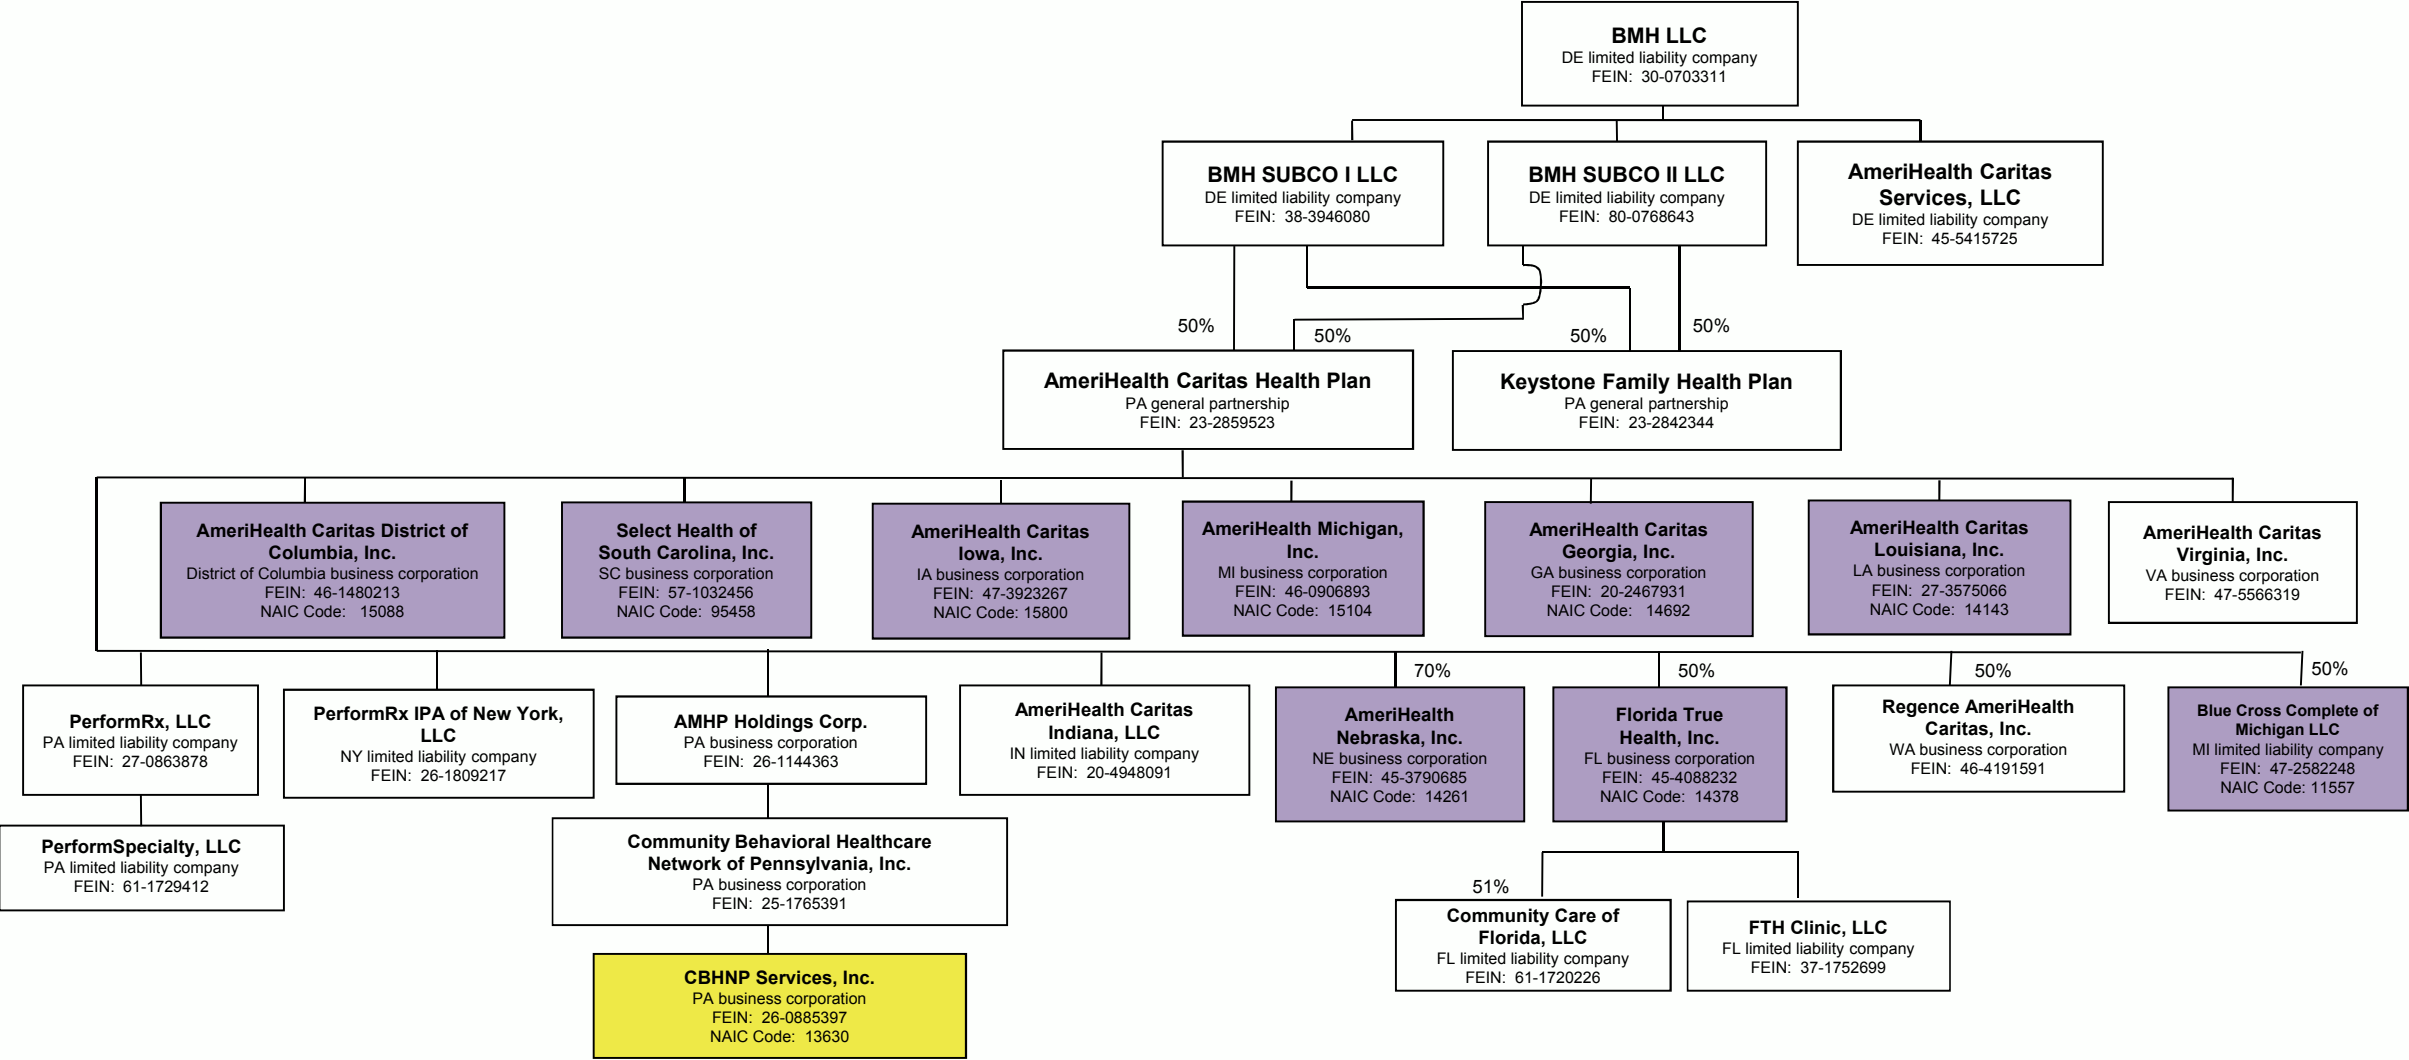 BMH LLC
DE limited liability company
FEIN: 30-0703311
BMH SUBCO I LLC
DE limited liability company
FEIN: 38-3946080
BMH SUBCO II LLC
DE limited liability company
FEIN: 80-0768643
AmeriHealth Caritas
Services, LLC
DE limited liability company
FEIN: 45-5415725
50%
50%
50%
50%
AmeriHealth Caritas Health Plan
PA general partnership
FEIN: 23-2859523
Keystone Family Health Plan
PA general partnership
FEIN: 23-2842344
AmeriHealth Caritas District of
Columbia, Inc.
District of Columbia business corporation
FEIN: 46-1480213
NAIC Code: 15088
Select Health of
South Carolina, Inc.
SC business corporation
FEIN: 57-1032456
NAIC Code: 95458
AmeriHealth Caritas
Iowa, Inc.
IA business corporation
FEIN: 47-3923267
NAIC Code: 15800
AmeriHealth Michigan,
Inc.
MI business corporation
FEIN: 46-0906893
NAIC Code: 15104
AmeriHealth Caritas
Georgia, Inc.
GA business corporation
FEIN: 20-2467931
NAIC Code: 14692
AmeriHealth Caritas
Louisiana, Inc.
LA business corporation
FEIN: 27-3575066
NAIC Code: 14143
AmeriHealth Caritas
Virginia, Inc.
VA business corporation
FEIN: 47-5566319
PerformRx, LLC
PA limited liability company
FEIN: 27-0863878
PerformRx IPA of New York,
LLC
NY limited liability company
FEIN: 26-1809217
AMHP Holdings Corp.
PA business corporation
FEIN: 26-1144363
AmeriHealth Caritas
Indiana, LLC
IN limited liability company
FEIN: 20-4948091
70%
AmeriHealth
Nebraska, Inc.
NE business corporation
FEIN: 45-3790685
NAIC Code: 14261
50%
Florida True
Health, Inc.
FL business corporation
FEIN: 45-4088232
NAIC Code: 14378
50%
Regence AmeriHealth
Caritas, Inc.
WA business corporation
FEIN: 46-4191591
50%
Blue Cross Complete of
Michigan LLC
MI limited liability company
FEIN: 47-2582248
NAIC Code: 11557
PerformSpecialty, LLC
PA limited liability company
FEIN: 61-1729412
Community Behavioral Healthcare
Network of Pennsylvania, Inc.
PA business corporation
FEIN: 25-1765391
51%
Community Care of
Florida, LLC
FL limited liability company
FEIN: 61-1720226
FTH Clinic, LLC
FL limited liability company
FEIN: 37-1752699
CBHNP Services, Inc.
PA business corporation
FEIN: 26-0885397
NAIC Code: 13630